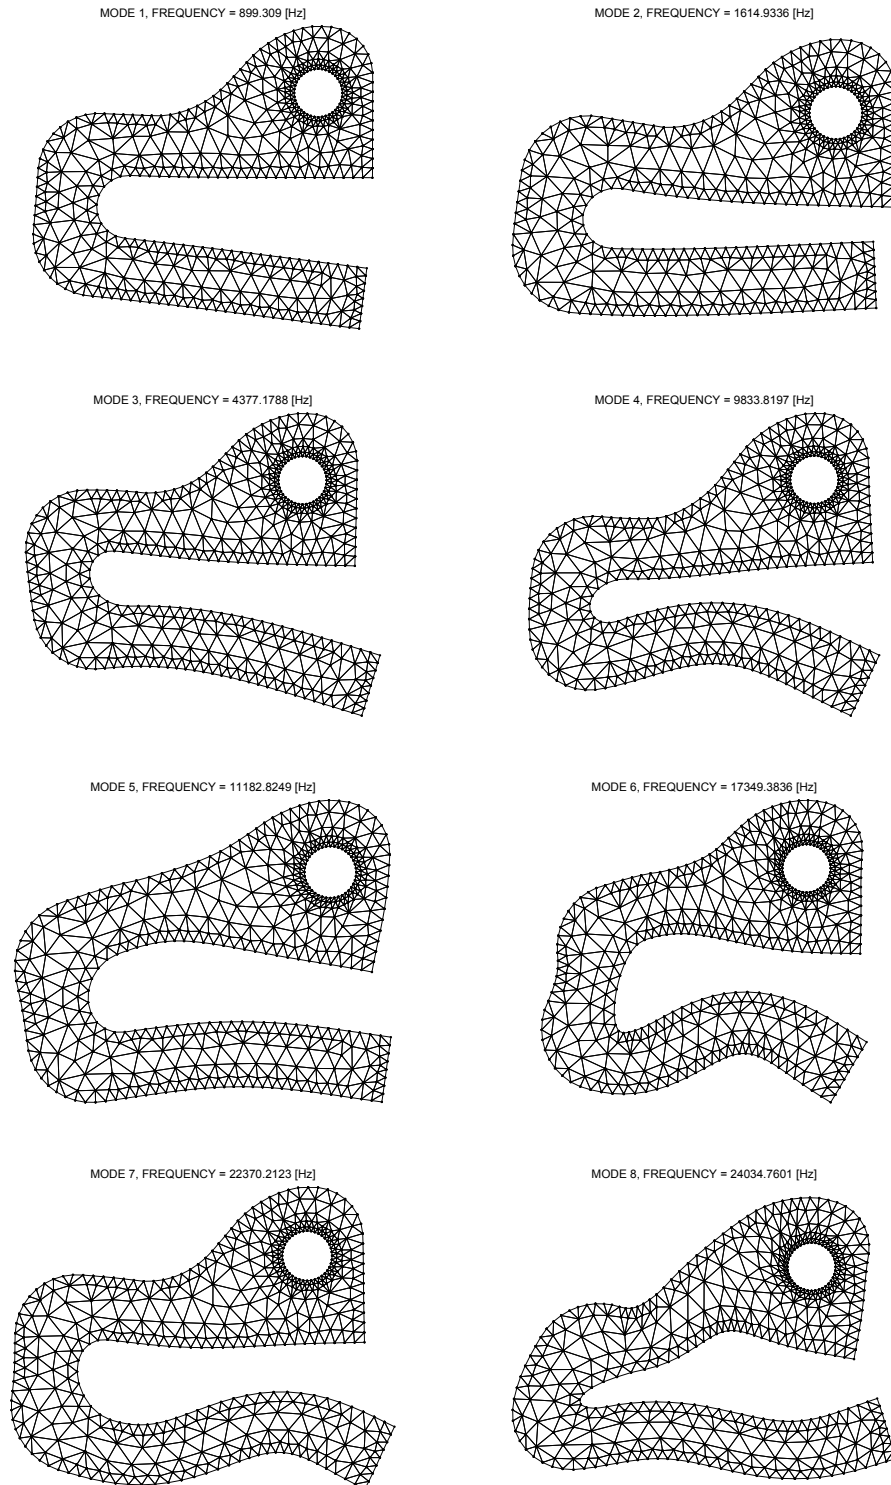 MODE 1, FREQUENCY = 899.309 [Hz]
MODE 2, FREQUENCY = 1614.9336 [Hz]
MODE 3, FREQUENCY = 4377.1788 [Hz]
MODE 4, FREQUENCY = 9833.8197 [Hz]
MODE 5, FREQUENCY = 11182.8249 [Hz]
MODE 6, FREQUENCY = 17349.3836 [Hz]
MODE 7, FREQUENCY = 22370.2123 [Hz]
MODE 8, FREQUENCY = 24034.7601 [Hz]